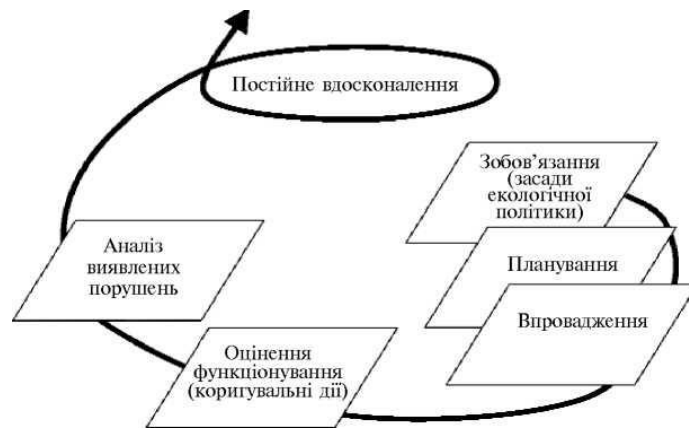 Постійне вдосконалення
Зобов’язання
(засади
екологічної
політики)
Планування
Впровадження
Оцінення
функціонування
(коригувальні дії)
Аналіз
виявлених
порушень